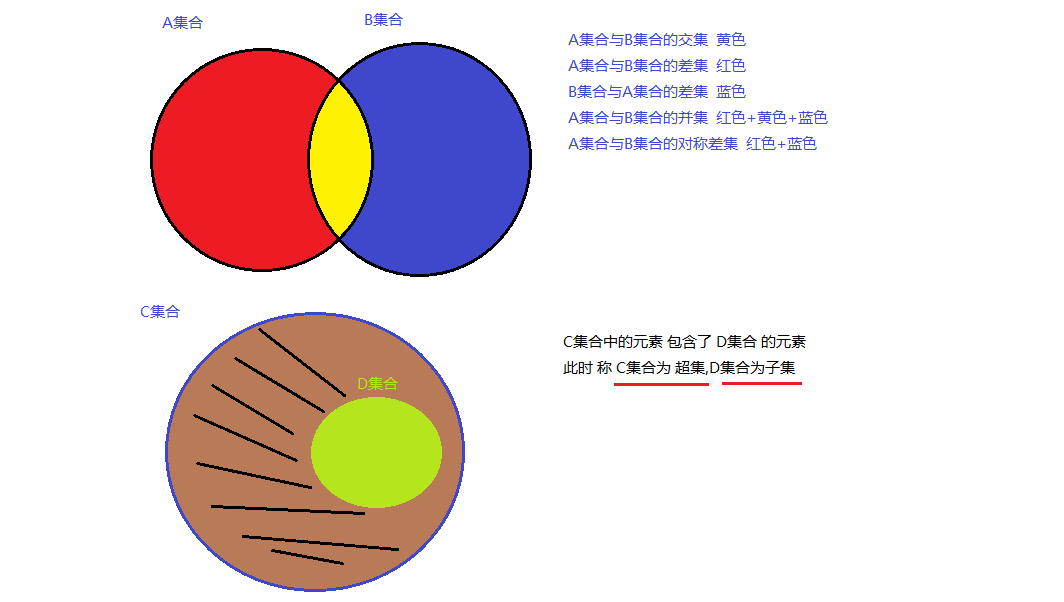 A集合
B集合
A集合与B集合的交集 黄色
A集合与B集合的差集 红色
B集合与A集合的差集 蓝色
A集合与B集合的并集 红色+黄色+蓝色
A集合与B集合的对称差集 红色+蓝色
C集合
D集合
C集合中的元素 包含了 D集合 的元素
此时 称 C集合为 超集,D集合为子集